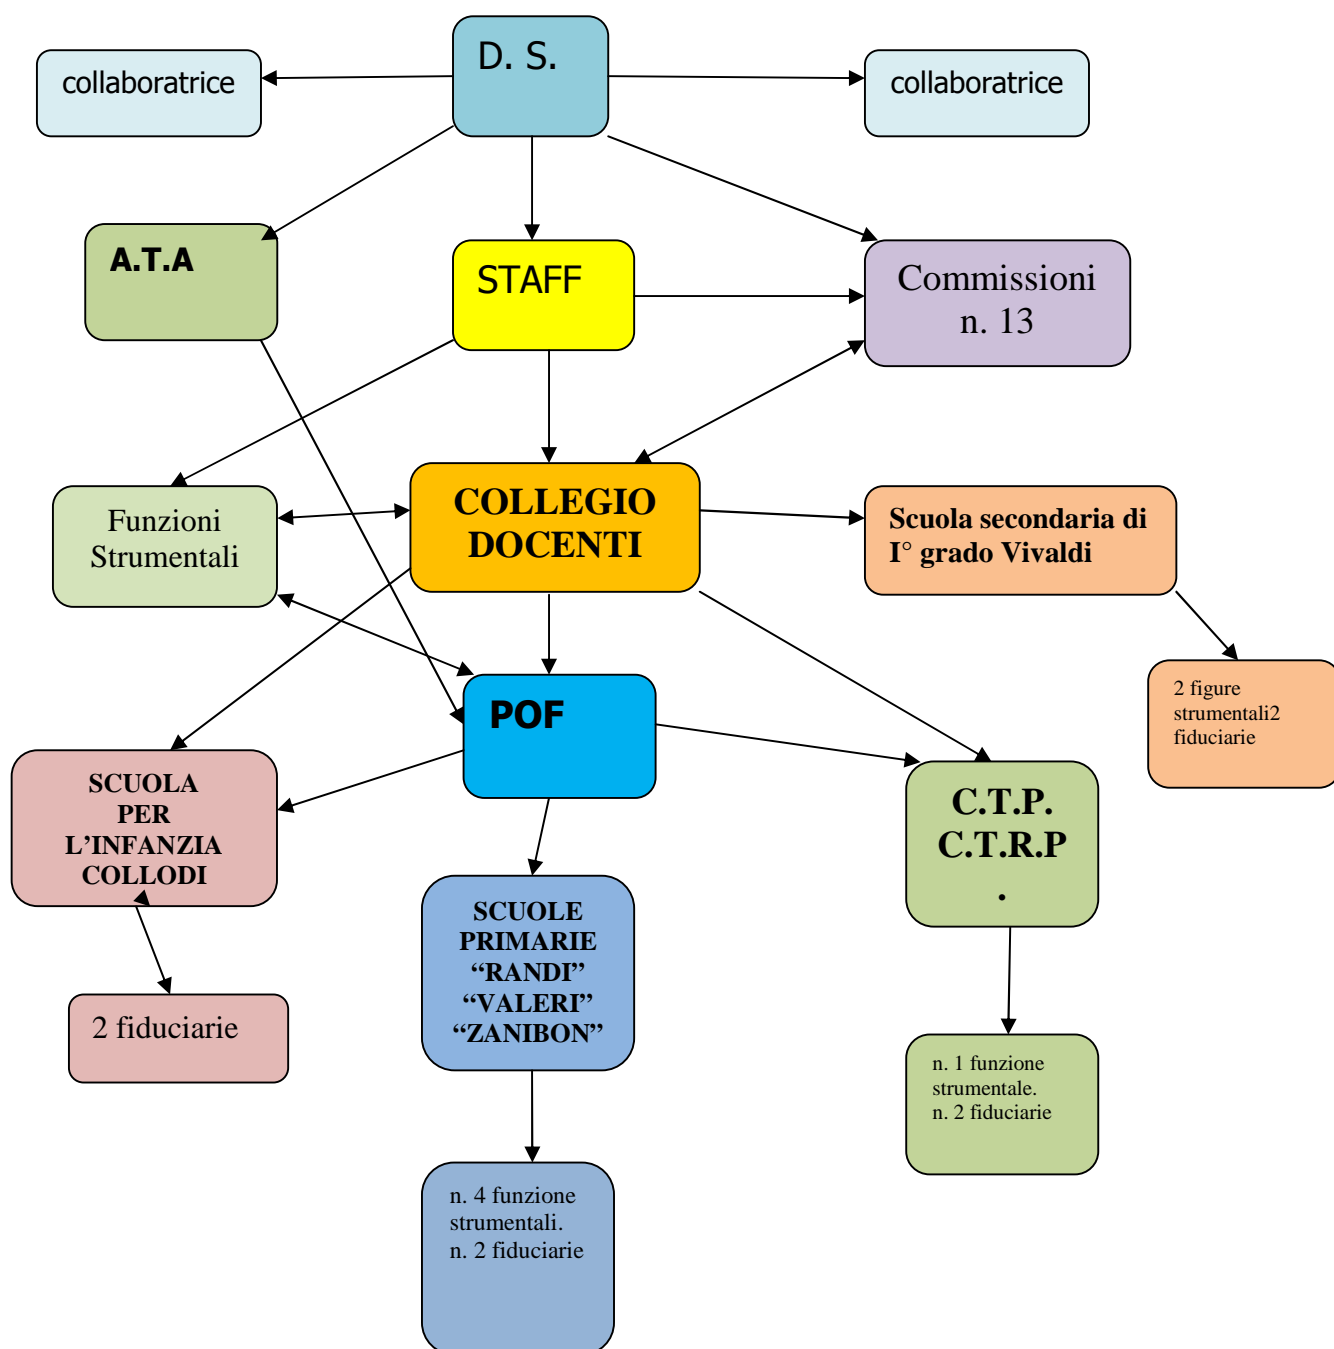 D. S.
collaboratrice
collaboratrice
A.T.A
STAFF
Commissioni
n. 13
Funzioni
Strumentali
COLLEGIO
DOCENTI
Scuola secondaria di
I° grado Vivaldi
2 figure
strumentali2
fiduciarie
POF
SCUOLA
PER
L’INFANZIA
COLLODI
C.T.P.
C.T.R.P
.
SCUOLE
PRIMARIE
“RANDI”
“VALERI”
“ZANIBON”
2 fiduciarie
n. 1 funzione
strumentale.
n. 2 fiduciarie
n. 4 funzione
strumentali.
n. 2 fiduciarie